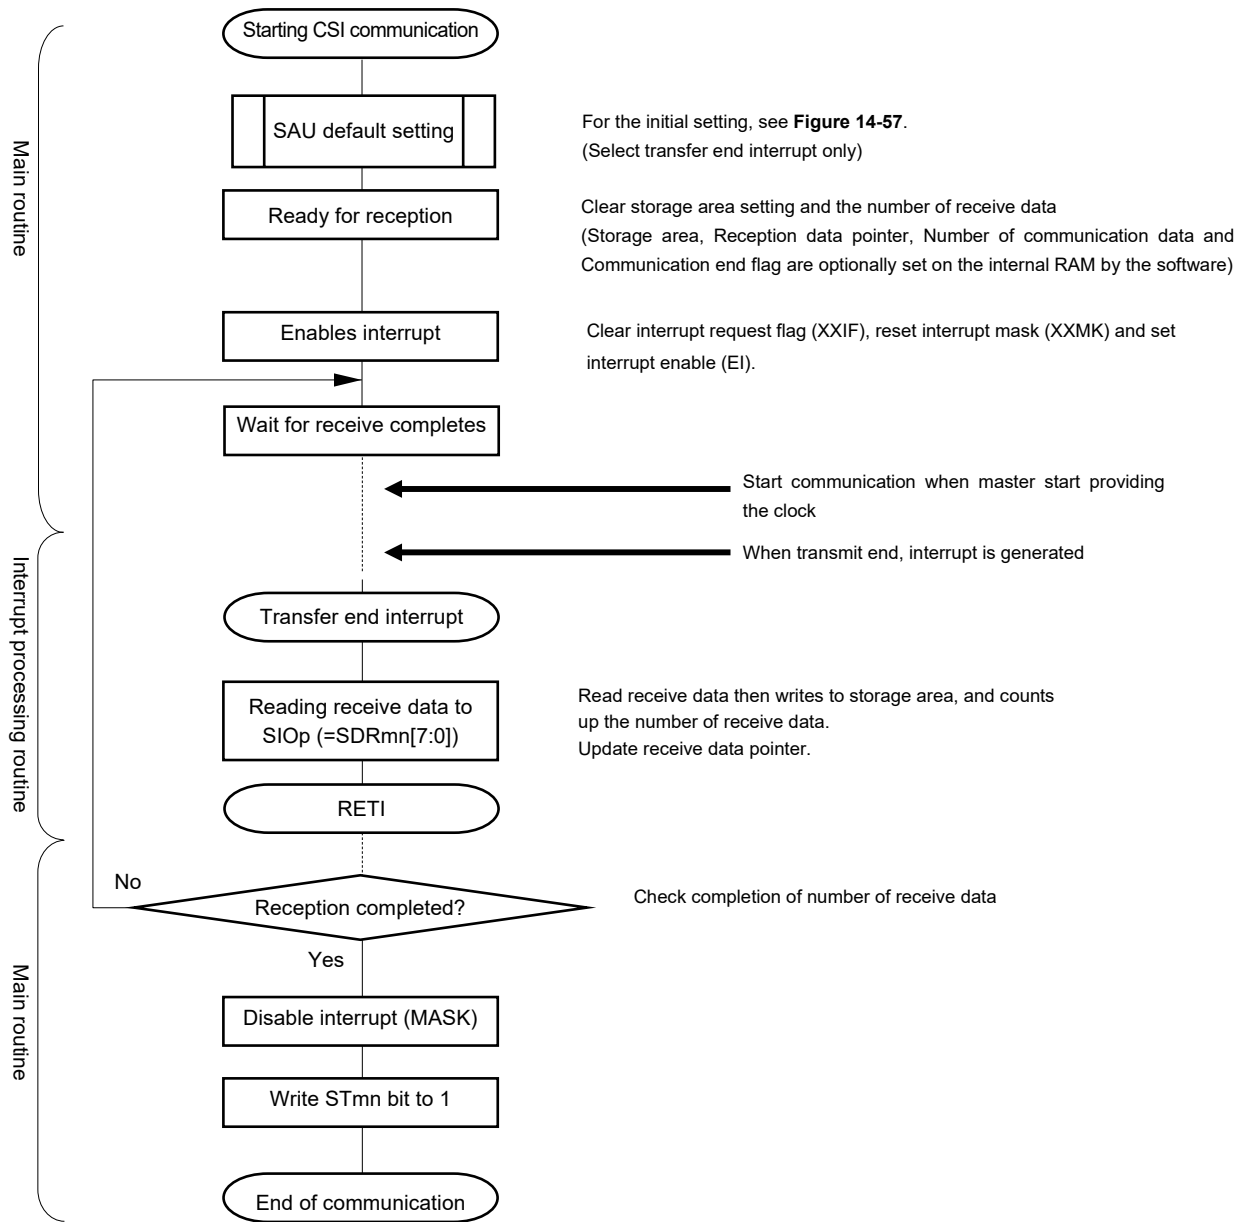 Starting CSI communication
Main routine
SAU default setting
For the initial setting, see Figure 14-57.
(Select transfer end interrupt only)
Ready for reception
Clear storage area setting and the number of receive data
(Storage area, Reception data pointer, Number of communication data and
Communication end flag are optionally set on the internal RAM by the software)
Enables interrupt
Clear interrupt request flag (XXIF), reset interrupt mask (XXMK) and set
interrupt enable (EI).
Wait for receive completes
Start communication when master start providing
the clock
When transmit end, interrupt is generated
Interrupt processing routine
Transfer end interrupt
Reading receive data to
SIOp (=SDRmn[7:0])
Read receive data then writes to storage area, and counts
up the number of receive data.
Update receive data pointer.
RETI
No
Reception completed?
Check completion of number of receive data
Yes
Main routine
Disable interrupt (MASK)
Write STmn bit to 1
End of communication